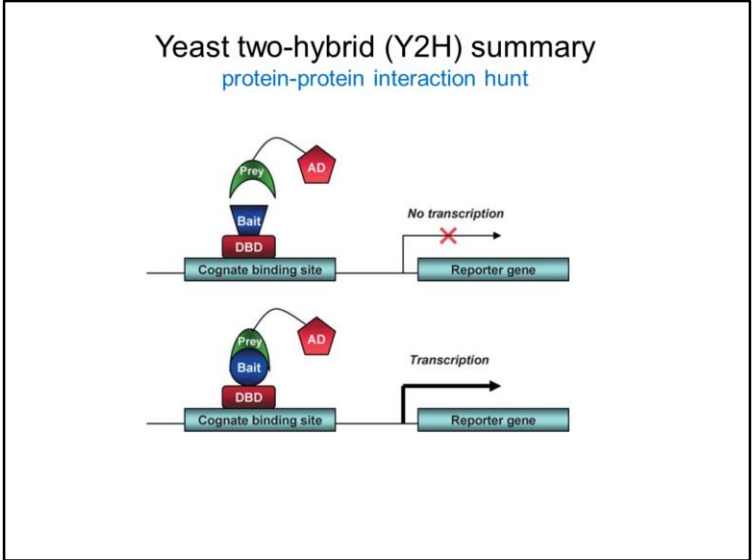 Yeast two-hybrid (Y2H) summary
protein-protein interaction hunt
Prey
AD
Bait
No transcription
DBD
Cognate binding site
Reporter gene
Prey
AD
Bait
Transcription
DBD
Cognate binding site
Reporter gene